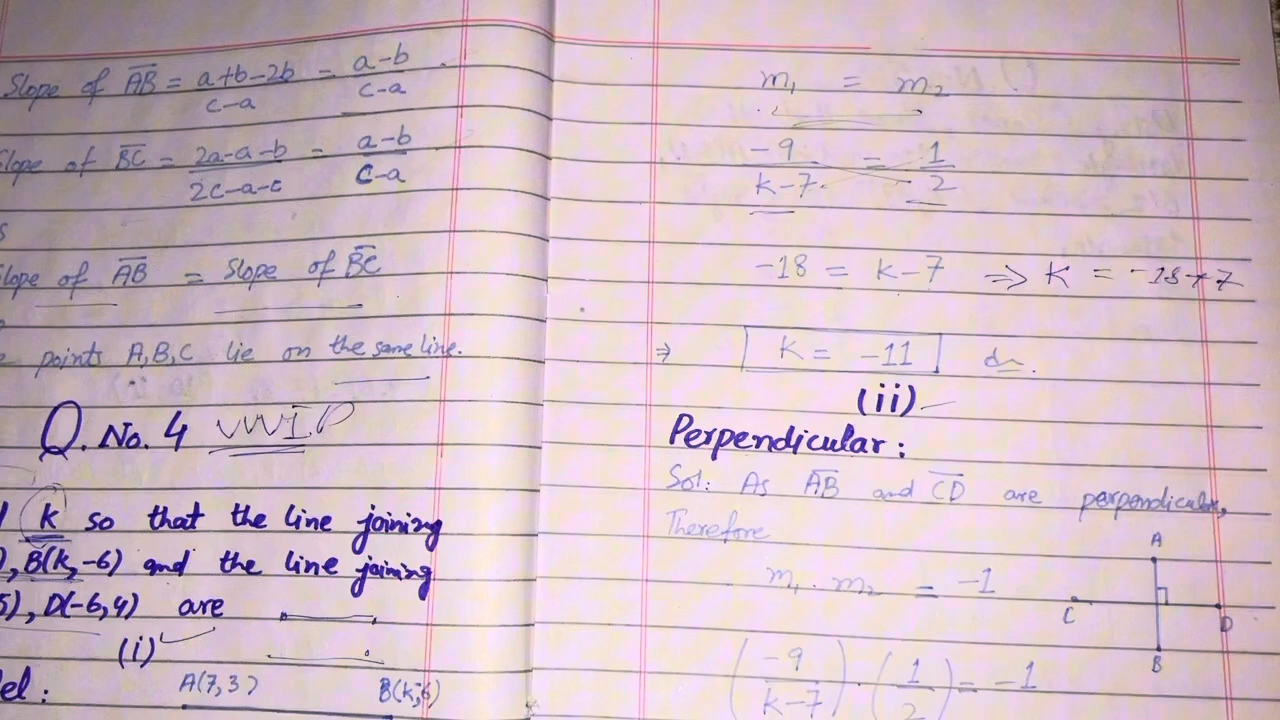 Slope of AB = a+b-2b / c-a = a-b / c-a
Slope of BC = 2a-a-b / 2c-a-c = a-b / c-a
Slope of AB = Slope of BC
points A,B,C lie on the same line.
Q. No. 4 VVVIP
k so that the line joining
), B(k,-6) and the line joining
5), D(-6,4) are
(i)
el:
A(7,3) B(k,-6)
m₁ = m₂
-9 / k-7 = 1 / 2
-18 = k-7 ⇒ k = -18+7
⇒ k = -11
(ii)
Perpendicular:
Sol: As AB and CD are perpendicular,
Therefore
m₁ . m₂ = -1
A
C
D
B
(-9 / k-7) . (1 / 2) = -1